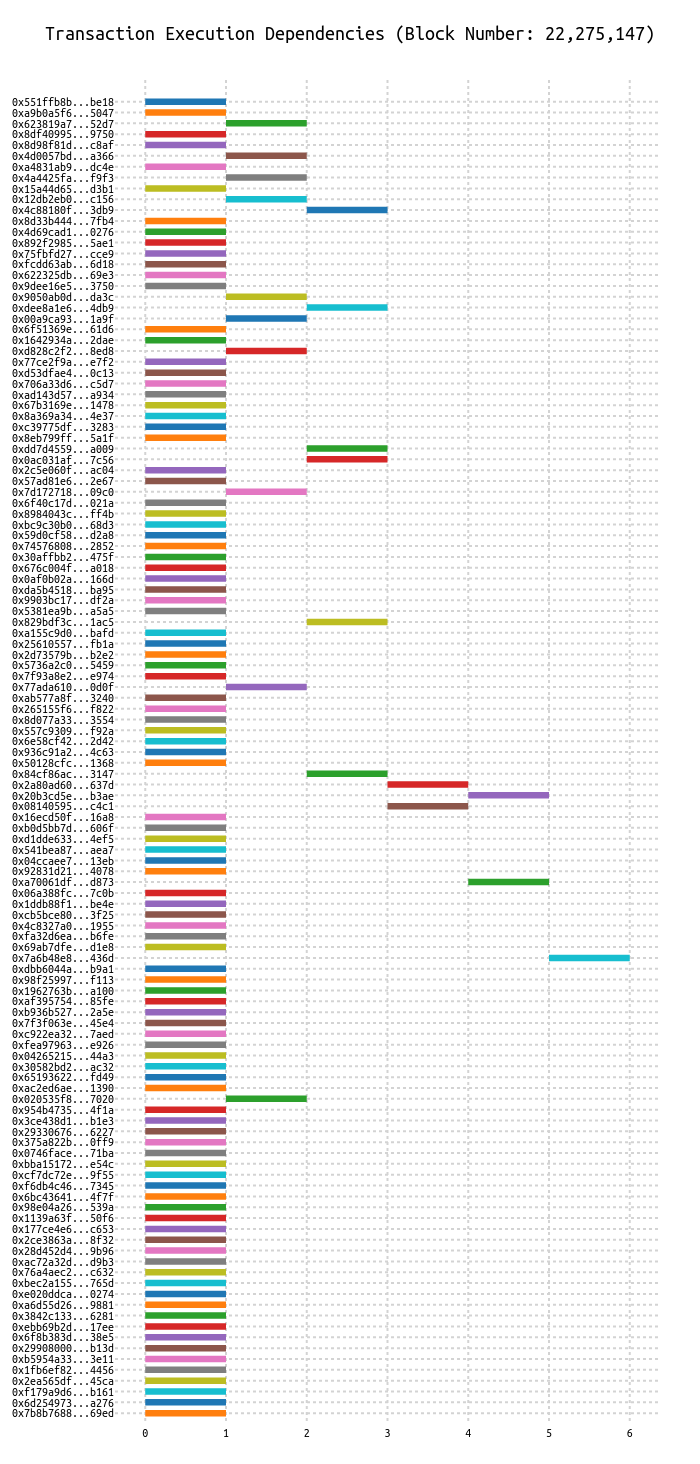 Transaction Execution Dependencies (Block Number: 22,275,147)
0x551ffb8b...be18
0xa9b0a5f6...5047
0x623819a7...52d7
0x8df40995...9750
0x8d98f81d...c8af
0x4d0057bd...a366
0xa4831ab9...dc4e
0x4a4425fa...f9f3
0x15a44d65...d3b1
0x12db2eb0...c156
0x4c88180f...3db9
0x8d33b444...7fb4
0x4d69cad1...0276
0x892f2985...5ae1
0x75fbfd27...cce9
0xfcdd63ab...6d18
0x622325db...69e3
0x9dee16e5...3750
0x9050ab0d...da3c
0xdee8a1e6...4db9
0x00a9ca93...1a9f
0x6f51369e...61d6
0x1642934a...2dae
0xd828c2f2...8ed8
0x77ce2f9a...e7f2
0xd53dfae4...0c13
0x706a33d6...c5d7
0xad143d57...a934
0x67b3169e...1478
0x8a369a34...4e37
0xc39775df...3283
0x8eb799ff...5a1f
0xdd7d4559...a009
0x0ac031af...7c56
0x2c5e060f...ac04
0x57ad81e6...2e67
0x7d172718...09c0
0x6f40c17d...021a
0x8984043c...ff4b
0xbc9c30b0...68d3
0x59d0cf58...d2a8
0x74576808...2852
0x30affbb2...475f
0x676c004f...a018
0x0af0b02a...166d
0xda5b4518...ba95
0x9903bc17...df2a
0x5381ea9b...a5a5
0x829bdf3c...1ac5
0xa155c9d0...bafd
0x25610557...fb1a
0x2d73579b...b2e2
0x5736a2c0...5459
0x7f93a8e2...e974
0x77ada610...0d0f
0xab577a8f...3240
0x265155f6...f822
0x8d077a33...3554
0x557c9309...f92a
0x6e58cf42...2d42
0x936c91a2...4c63
0x50128cfc...1368
0x84cf86ac...3147
0x2a80ad60...637d
0x20b3cd5e...b3ae
0x08140595...c4c1
0x16ecd50f...16a8
0xb0d5bb7d...606f
0xd1dde633...4ef5
0x541bea87...aea7
0x04ccaee7...13eb
0x92831d21...4078
0xa70061df...d873
0x06a388fc...7c0b
0x1ddb88f1...be4e
0xcb5bce80...3f25
0x4c8327a0...1955
0xfa32d6ea...b6fe
0x69ab7dfe...d1e8
0x7a6b48e8...436d
0xdbb6044a...b9a1
0x98f25997...f113
0x1962763b...a100
0xaf395754...85fe
0xb936b527...2a5e
0x7f3f063e...45e4
0xc922ea32...7aed
0xfea97963...e926
0x04265215...44a3
0x30582bd2...ac32
0x65193622...fd49
0xac2ed6ae...1390
0x020535f8...7020
0x954b4735...4f1a
0x3ce438d1...b1e3
0x29330676...6227
0x375a822b...0ff9
0x0746face...71ba
0xbba15172...e54c
0xcf7dc72e...9f55
0xf6db4c46...7345
0x6bc43641...4f7f
0x98e04a26...539a
0x1139a63f...50f6
0x177ce4e6...c653
0x2ce3863a...8f32
0x28d452d4...9b96
0xac72a32d...d9b3
0x76a4aec2...c632
0xbec2a155...765d
0xe020ddca...0274
0xa6d55d26...9881
0x3842c133...6281
0xebb69b2d...17ee
0x6f8b383d...38e5
0x29908000...b13d
0xb5954a33...3e11
0x1fb6ef82...4456
0x2ea565df...45ca
0xf179a9d6...b161
0x6d254973...a276
0x7b8b7688...69ed
0 1 2 3 4 5 6